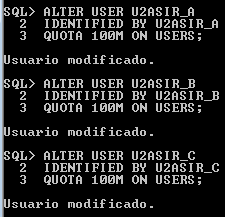 SQL> ALTER USER U2ASIR_A
  2  IDENTIFIED BY U2ASIR_A
  3  QUOTA 100M ON USERS;
Usuario modificado.
SQL> ALTER USER U2ASIR_B
  2  IDENTIFIED BY U2ASIR_B
  3  QUOTA 100M ON USERS;
Usuario modificado.
SQL> ALTER USER U2ASIR_C
  2  IDENTIFIED BY U2ASIR_C
  3  QUOTA 100M ON USERS;
Usuario modificado.